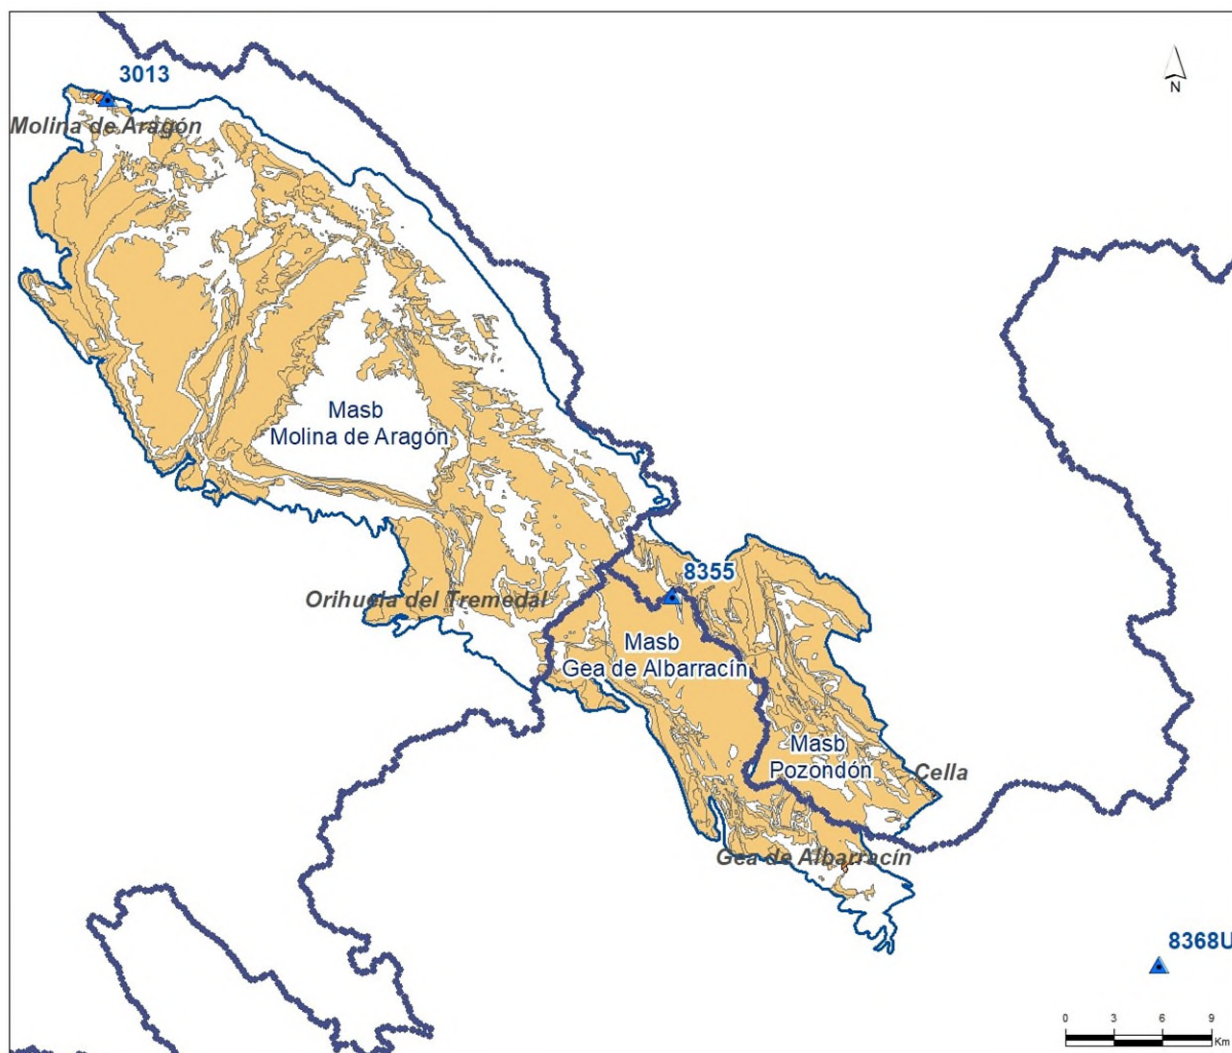 3013
N
Molina de Aragón
Masb
Molina de Aragón
8355
Orihuela del Tremedal
Masb
Gea de Albarracín
Masb
Pozondón
Cella
Gea de Albarracín
8368U
0 3 6 9
Km